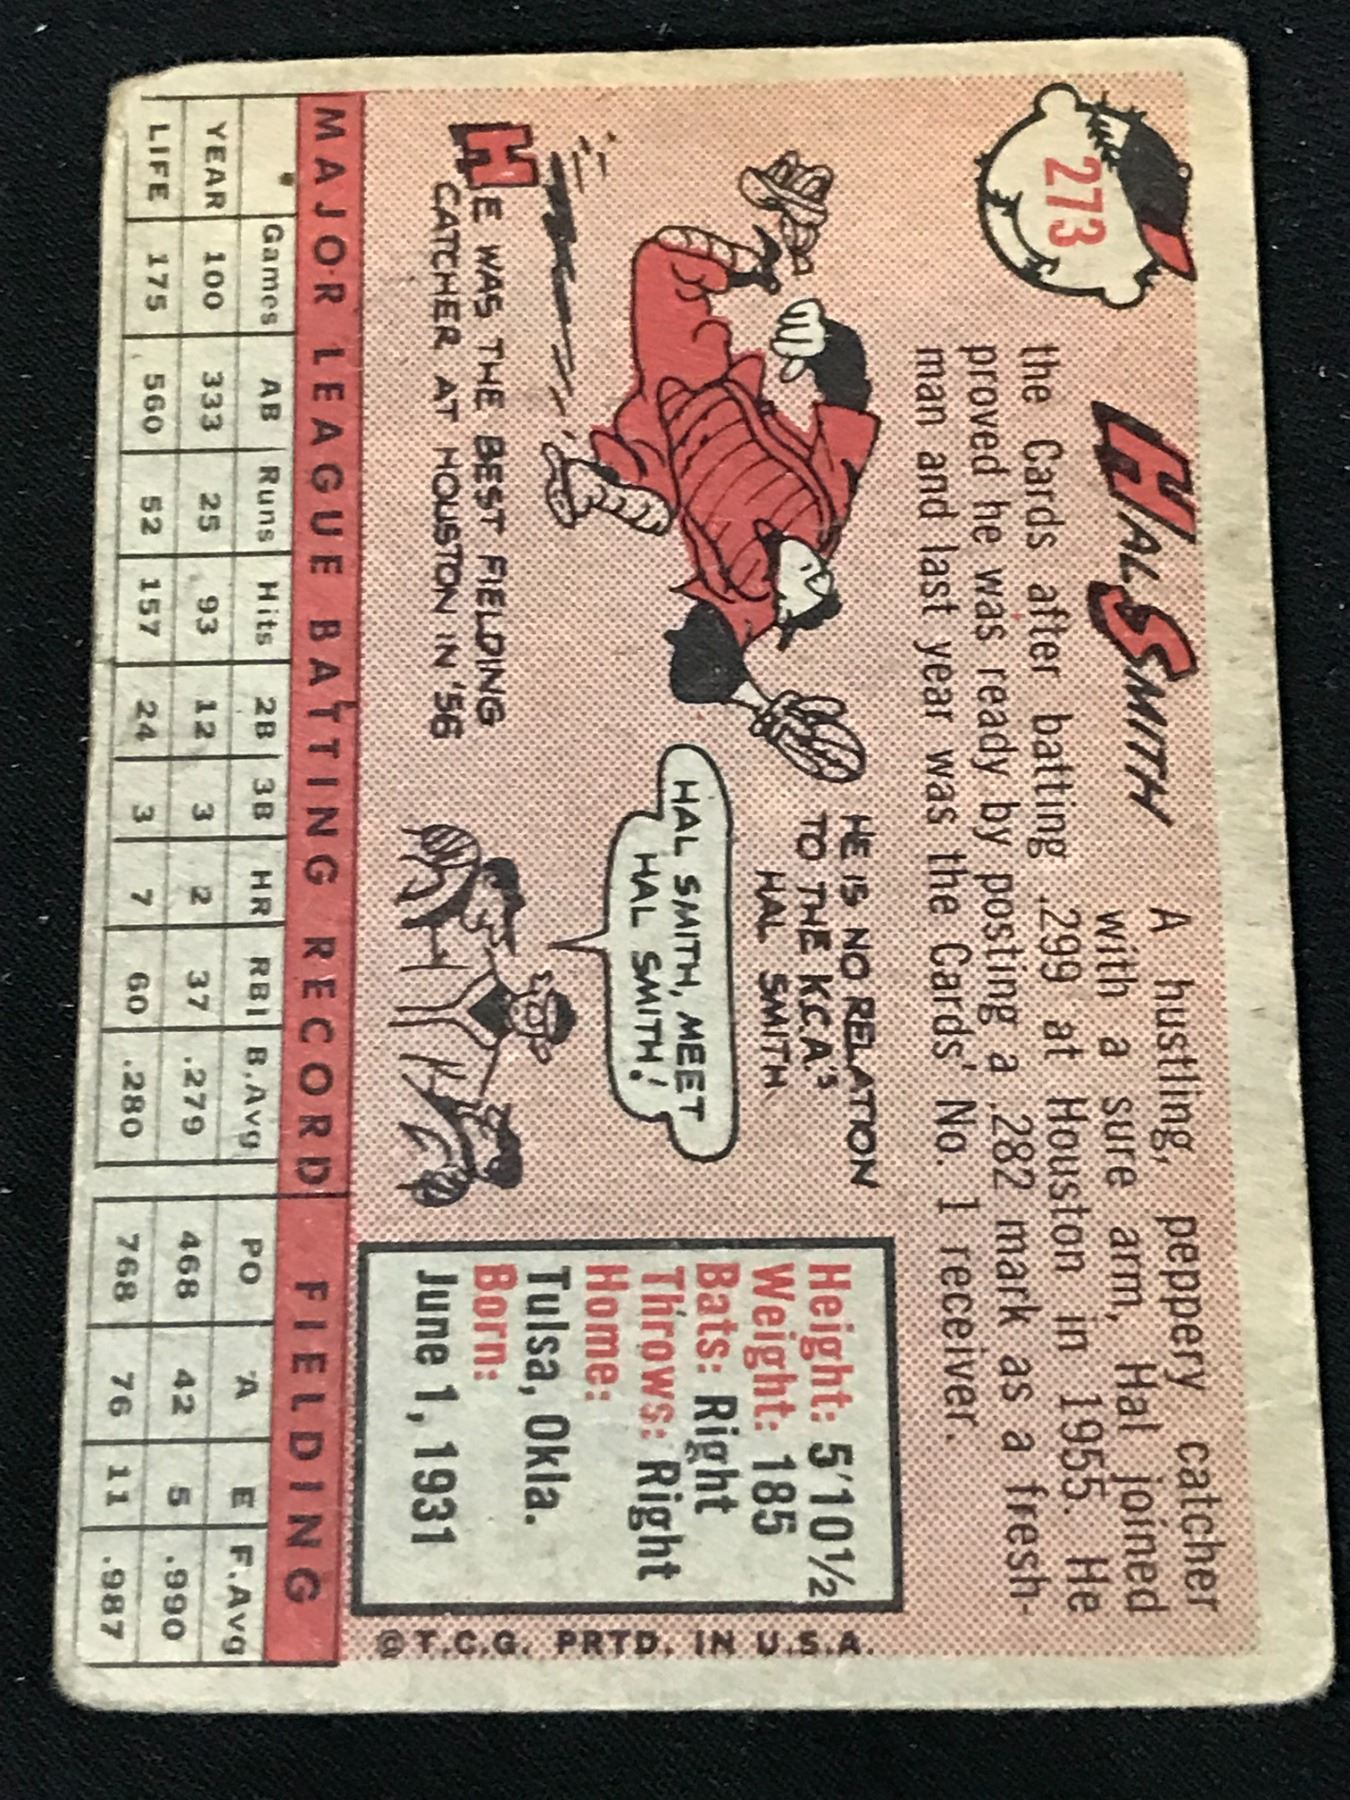 273
HAL SMITH
A hustling, peppery catcher
with a sure arm, Hal joined
the Cards after batting .299 at Houston in 1955. He
proved he was ready by posting a .282 mark as a fresh-
man and last year was the Cards' No. 1 receiver.
HE IS NO RELATION
TO THE K.C.A.'S
HAL SMITH
HAL SMITH, MEET
HAL SMITH!
HE WAS THE BEST FIELDING
CATCHER AT HOUSTON IN '56
Height: 5'10½
Weight: 185
Bats: Right
Throws: Right
Home:
Tulsa, Okla.
Born:
June 1, 1931
© T.C.G. PRTD. IN U.S.A.
MAJOR LEAGUE BATTING RECORD FIELDING
Games AB Runs Hits 2B 3B HR RBI B.Avg PO A E F.Avg
YEAR 100 333 25 93 12 3 2 37 .279 468 42 5 .990
LIFE 175 560 52 157 24 3 7 60 .280 768 76 11 .987